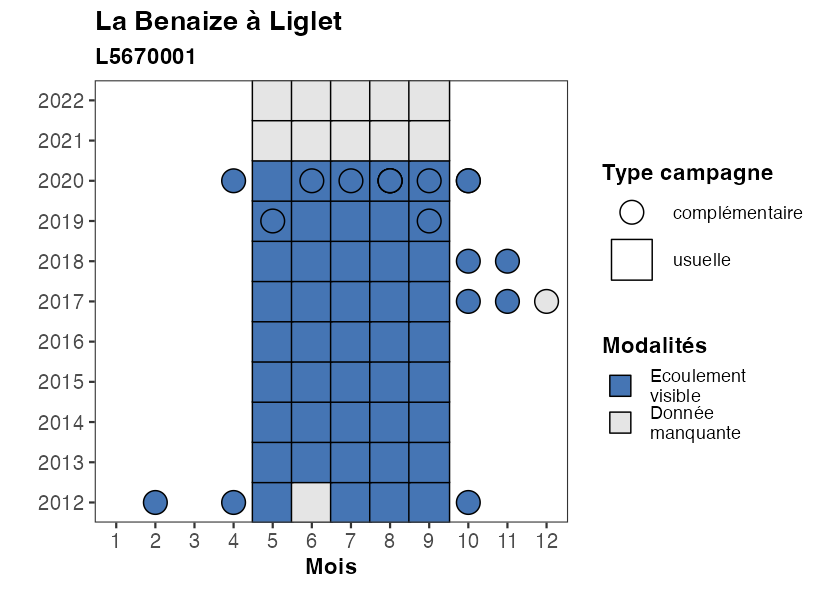 La Benaize à Liglet
L5670001
2022
2021
2020
2019
2018
2017
2016
2015
2014
2013
2012
1 2 3 4 5 6 7 8 9 10 11 12
Mois
Type campagne
complémentaire
usuelle
Modalités
Ecoulement
visible
Donnée
manquante